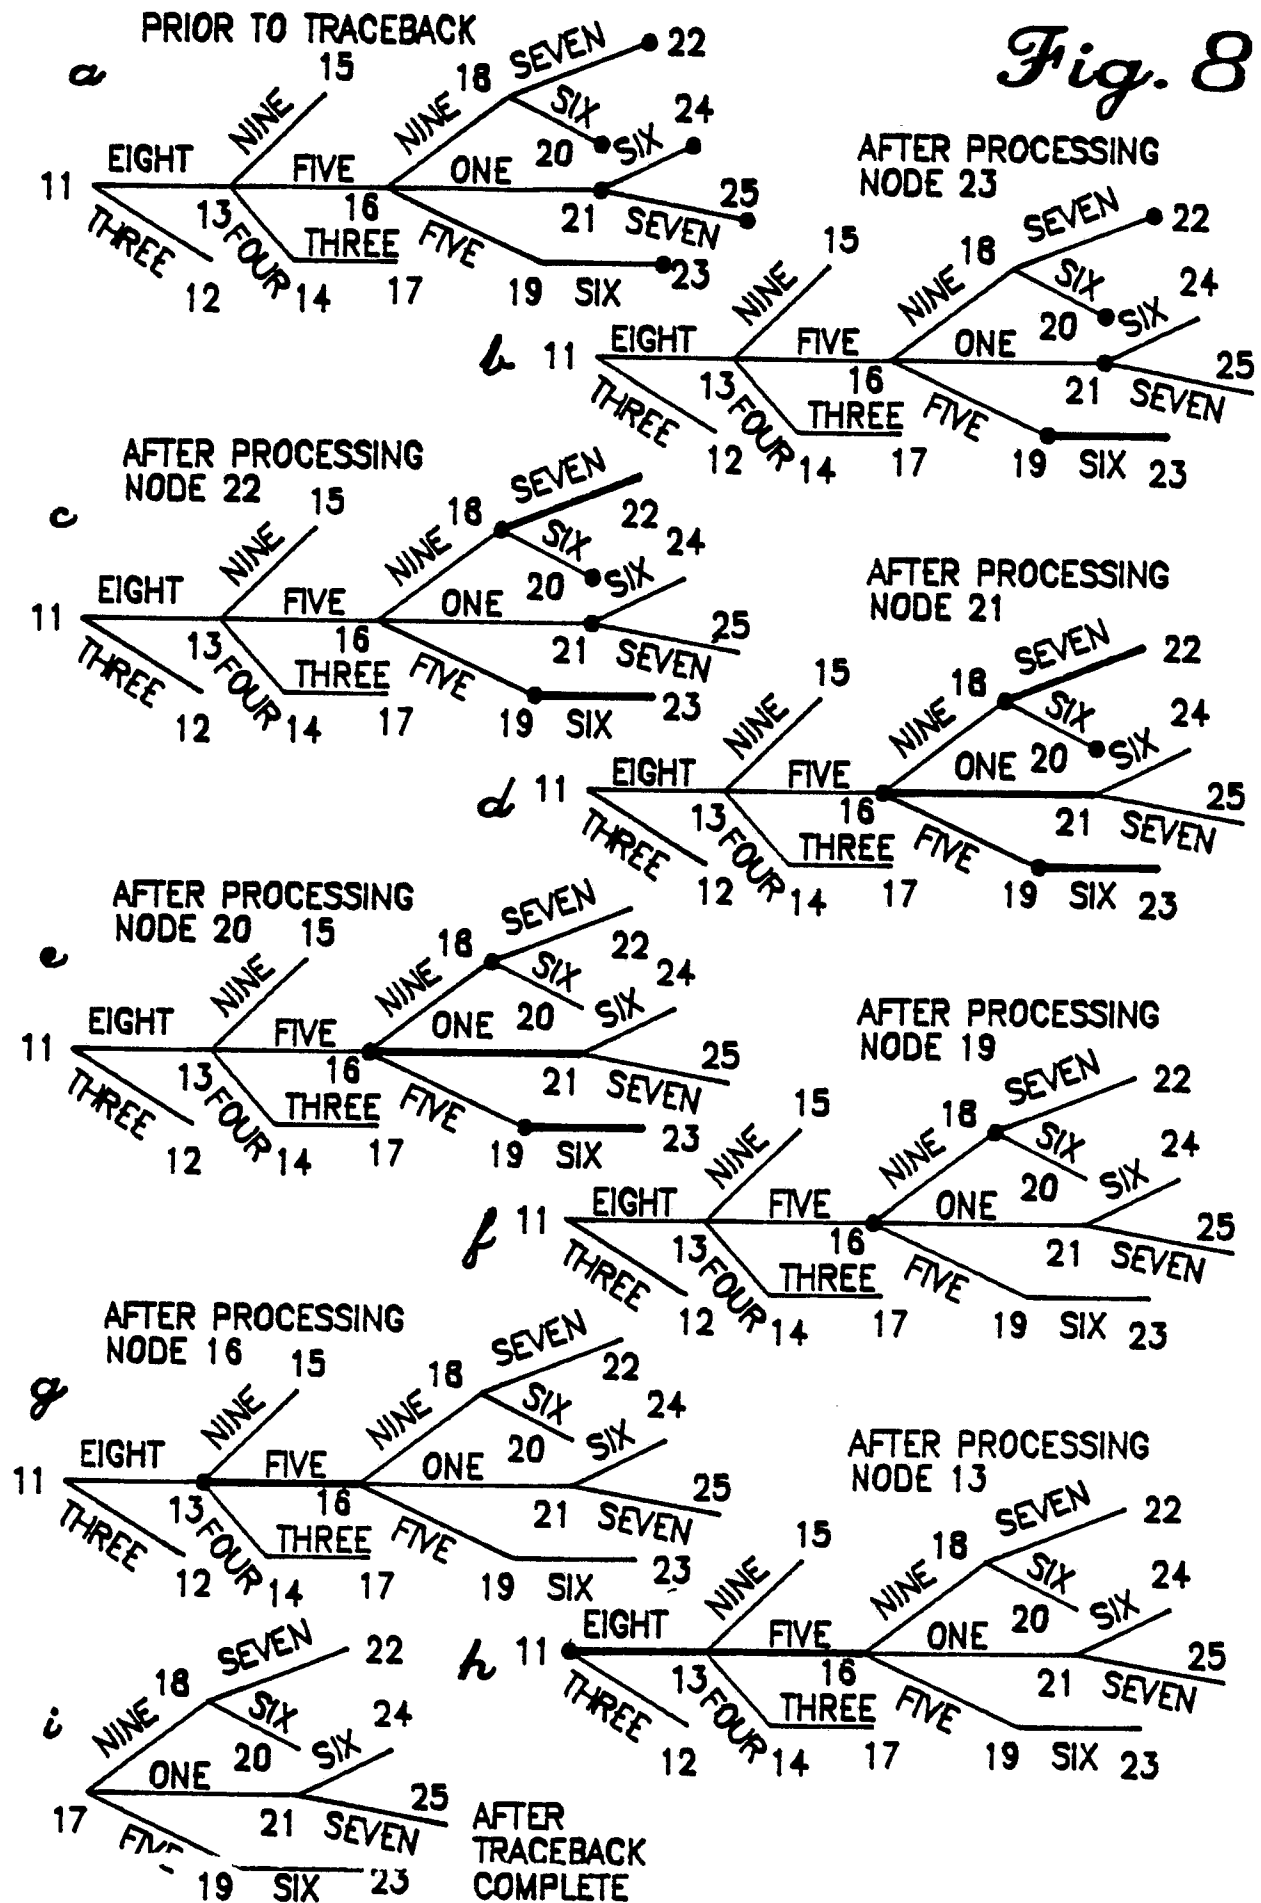 Fig. 8
PRIOR TO TRACEBACK
a
11 EIGHT THREE 12 13 NINE 15 FOUR 14 THREE 17 FIVE 16 NINE 18 SEVEN 22 SIX 20 ONE 21 SIX 24 SEVEN 25 FIVE 19 SIX 23
AFTER PROCESSING
NODE 23
b
11 EIGHT THREE 12 13 NINE 15 FOUR 14 THREE 17 FIVE 16 NINE 18 SEVEN 22 SIX 20 ONE 21 SIX 24 SEVEN 25 FIVE 19 SIX 23
AFTER PROCESSING
NODE 22
c
11 EIGHT THREE 12 13 NINE 15 FOUR 14 THREE 17 FIVE 16 NINE 18 SEVEN 22 SIX 20 ONE 21 SIX 24 SEVEN 25 FIVE 19 SIX 23
AFTER PROCESSING
NODE 21
d
11 EIGHT THREE 12 13 NINE 15 FOUR 14 THREE 17 FIVE 16 NINE 18 SEVEN 22 SIX 20 ONE 21 SIX 24 SEVEN 25 FIVE 19 SIX 23
AFTER PROCESSING
NODE 20
e
11 EIGHT THREE 12 13 NINE 15 FOUR 14 THREE 17 FIVE 16 NINE 18 SEVEN 22 SIX 20 ONE 21 SIX 24 SEVEN 25 FIVE 19 SIX 23
AFTER PROCESSING
NODE 19
f
11 EIGHT THREE 12 13 NINE 15 FOUR 14 THREE 17 FIVE 16 NINE 18 SEVEN 22 SIX 20 ONE 21 SIX 24 SEVEN 25 FIVE 19 SIX 23
AFTER PROCESSING
NODE 16
g
11 EIGHT THREE 12 13 NINE 15 FOUR 14 THREE 17 FIVE 16 NINE 18 SEVEN 22 SIX 20 ONE 21 SIX 24 SEVEN 25 FIVE 19 SIX 23
AFTER PROCESSING
NODE 13
h
11 EIGHT THREE 12 13 NINE 15 FOUR 14 THREE 17 FIVE 16 NINE 18 SEVEN 22 SIX 20 ONE 21 SIX 24 SEVEN 25 FIVE 19 SIX 23
i
17 NINE 18 SEVEN 22 SIX 20 ONE 21 SIX 24 SEVEN 25 FIVE 19 SIX 23
AFTER
TRACEBACK
COMPLETE